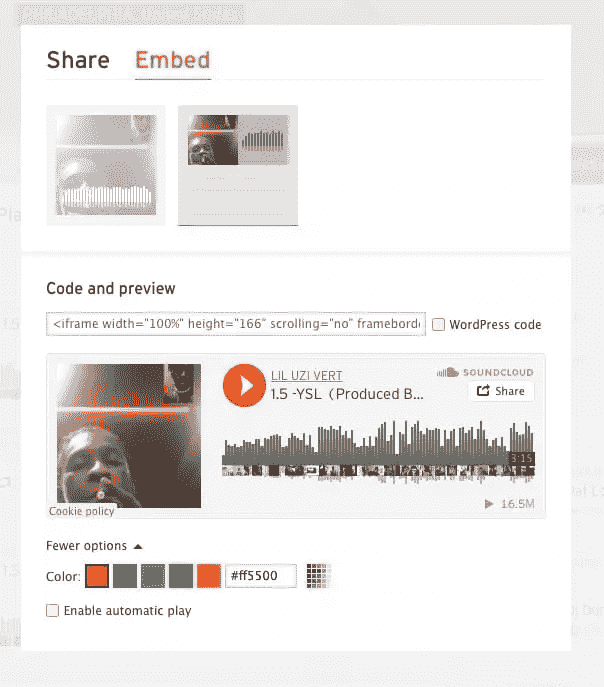 Share Embed
Code and preview
<iframe width="100%" height="166" scrolling="no" framebord
WordPress code
LIL UZI VERT
SOUNDCLOUD
1.5 -YSL (Produced B...
Share
3:15
Cookie policy
16.5M
Fewer options
Color: #ff5500
Enable automatic play